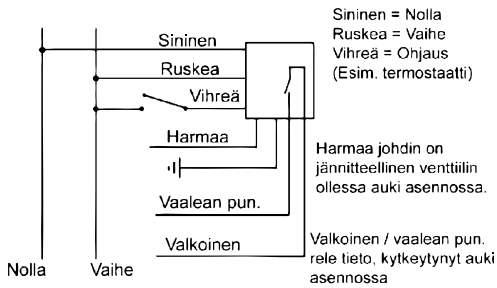 Sininen
Ruskea
Vihreä
Harmaa
Vaalean pun.
Valkoinen
Nolla
Vaihe
Sininen = Nolla
Ruskea = Vaihe
Vihreä = Ohjaus
(Esim. termostaatti)
Harmaa johdin on
jännitteellinen venttiilin
ollessa auki asennossa.
Valkoinen / vaalean pun.
rele tieto, kytkeytynyt auki
asennossa